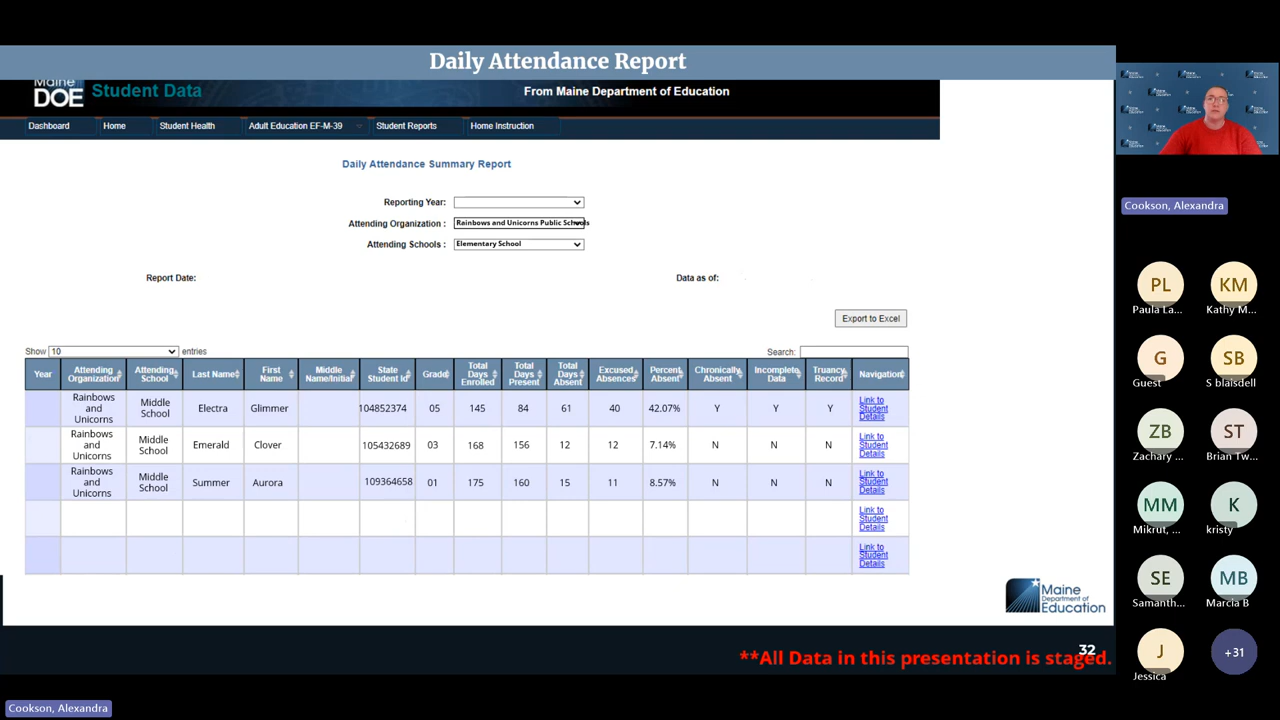 Daily Attendance Report
Maine
DOE Student Data
From Maine Department of Education
Dashboard Home Student Health Adult Education EF-M-39 Student Reports Home Instruction
Daily Attendance Summary Report
Reporting Year:
Attending Organization : Rainbows and Unicorns Public Schools
Attending Schools : Elementary School
Report Date: Data as of:
Export to Excel
Show 10 entries Search:
Year Attending Organization Attending School Last Name First Name Middle Name/Initial State Student Id Grade Total Days Enrolled Total Days Present Total Days Absent Excused Absences Percent Absent Chronically Absent Incomplete Data Truancy Record Navigation
Rainbows and Unicorns Middle School Electra Glimmer 104852374 05 145 84 61 40 42.07% Y Y Y Link to Student Details
Rainbows and Unicorns Middle School Emerald Clover 105432689 03 168 156 12 12 7.14% N N N Link to Student Details
Rainbows and Unicorns Middle School Summer Aurora 109364658 01 175 160 15 11 8.57% N N N Link to Student Details
Link to Student Details
Link to Student Details
Maine
Department of
Education
32
**All Data in this presentation is staged.
Cookson, Alexandra
Cookson, Alexandra
PL KM
Paula La... Kathy M...
G SB
Guest S blaisdell
ZB ST
Zachary ... Brian Tw...
MM K
Mikrut, ... kristy
SE MB
Samanth... Marcia B
J +31
Jessica